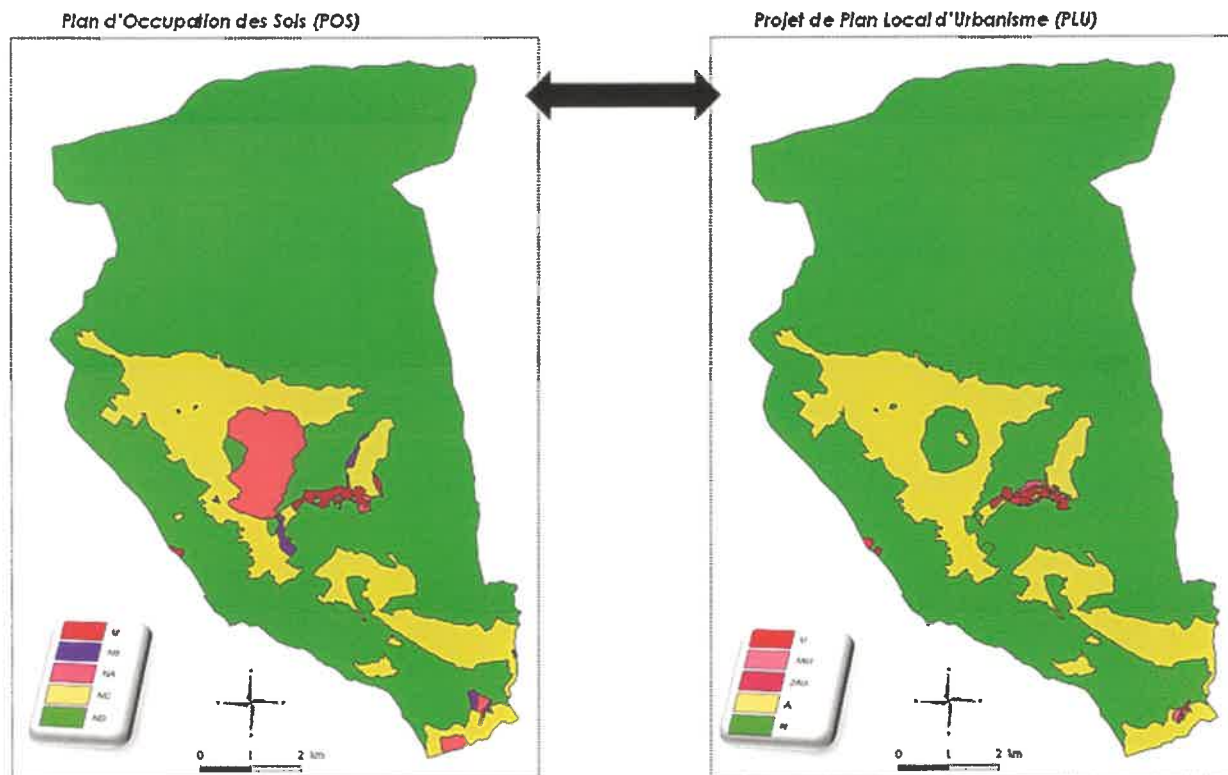 Plan d'Occupation des Sols (POS)
Projet de Plan Local d'Urbanisme (PLU)
U
NB
NA
NC
ND
0 1 2 km
U
2AU
A
N
0 1 2 km